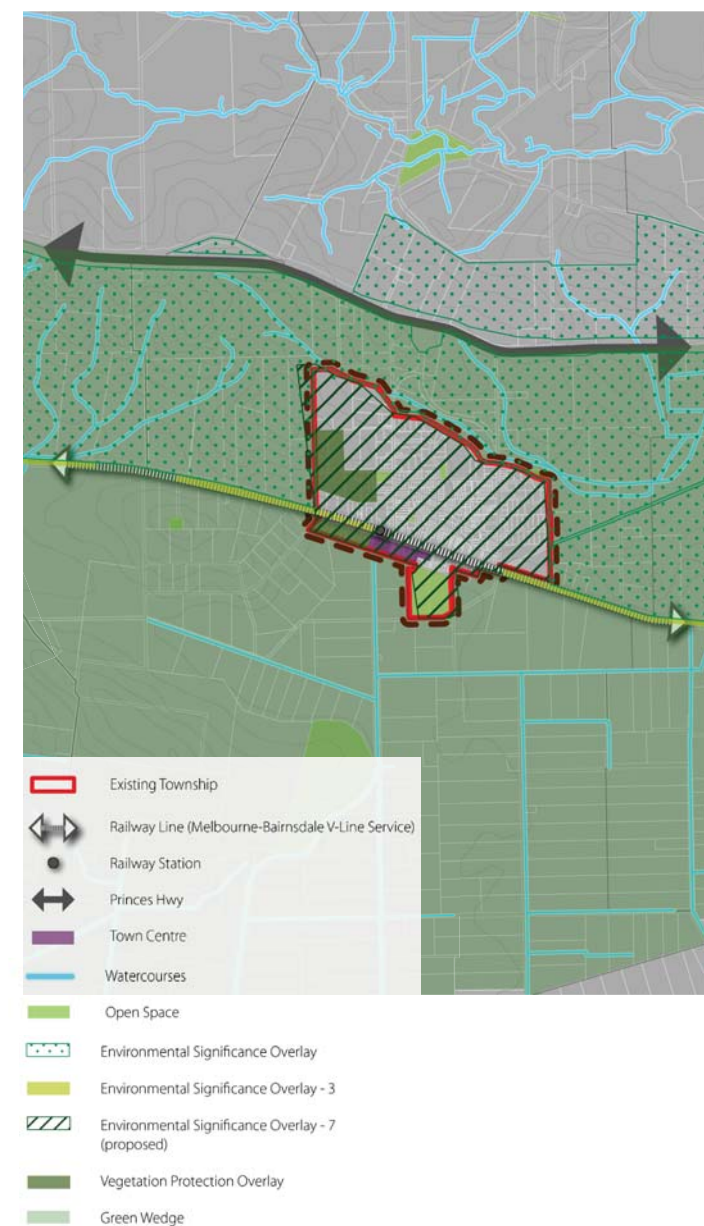 Existing Township
Railway Line (Melbourne-Bairnsdale V-Line Service)
Railway Station
Princes Hwy
Town Centre
Watercourses
Open Space
Environmental Significance Overlay
Environmental Significance Overlay - 3
Environmental Significance Overlay - 7
(proposed)
Vegetation Protection Overlay
Green Wedge